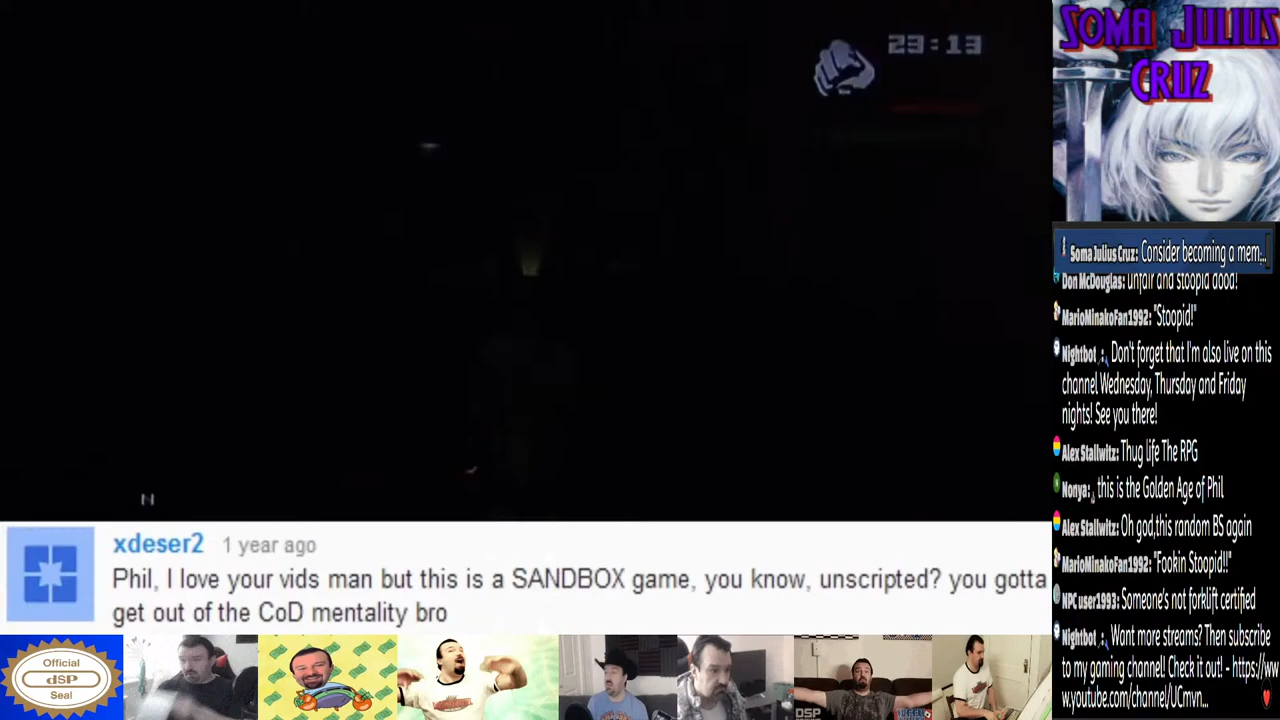 23:13
N
xdeser2 1 year ago
Phil, I love your vids man but this is a SANDBOX game, you know, unscripted? you gotta
get out of the CoD mentality bro
Official
dSP
Seal
DSP
SOMA JULIUS
CRUZ
Soma Julius Cruz: Consider becoming a mem...
Don McDouglas: unfair and stoopid dood!
MarioMinakoFan1992: "Stoopid!"
Nightbot : Don't forget that I'm also live on this
channel Wednesday, Thursday and Friday
nights! See you there!
Alex Stallwitz: Thug life The RPG
Nonya: this is the Golden Age of Phil
Alex Stallwitz: Oh god,this random BS again
MarioMinakoFan1992: "Fookin Stoopid!!"
NPC user1993: Someone's not forklift certified
Nightbot : Want more streams? Then subscribe
to my gaming channel! Check it out! - https://ww
w.youtube.com/channel/UCmvn...